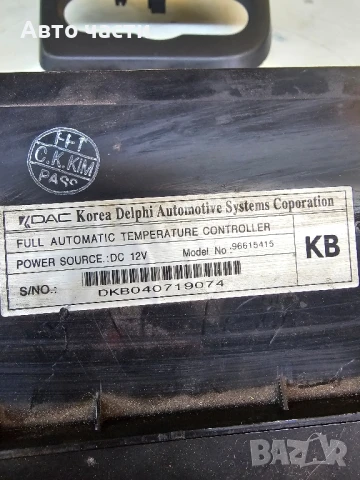 Авто части
FFT
C.K.KIM
PASS
KDAC Korea Delphi Automotive Systems Coporation
FULL AUTOMATIC TEMPERATURE CONTROLLER
POWER SOURCE :DC 12V Model No :96615415
KB
S/NO.:
DKB040719074
BAZAR